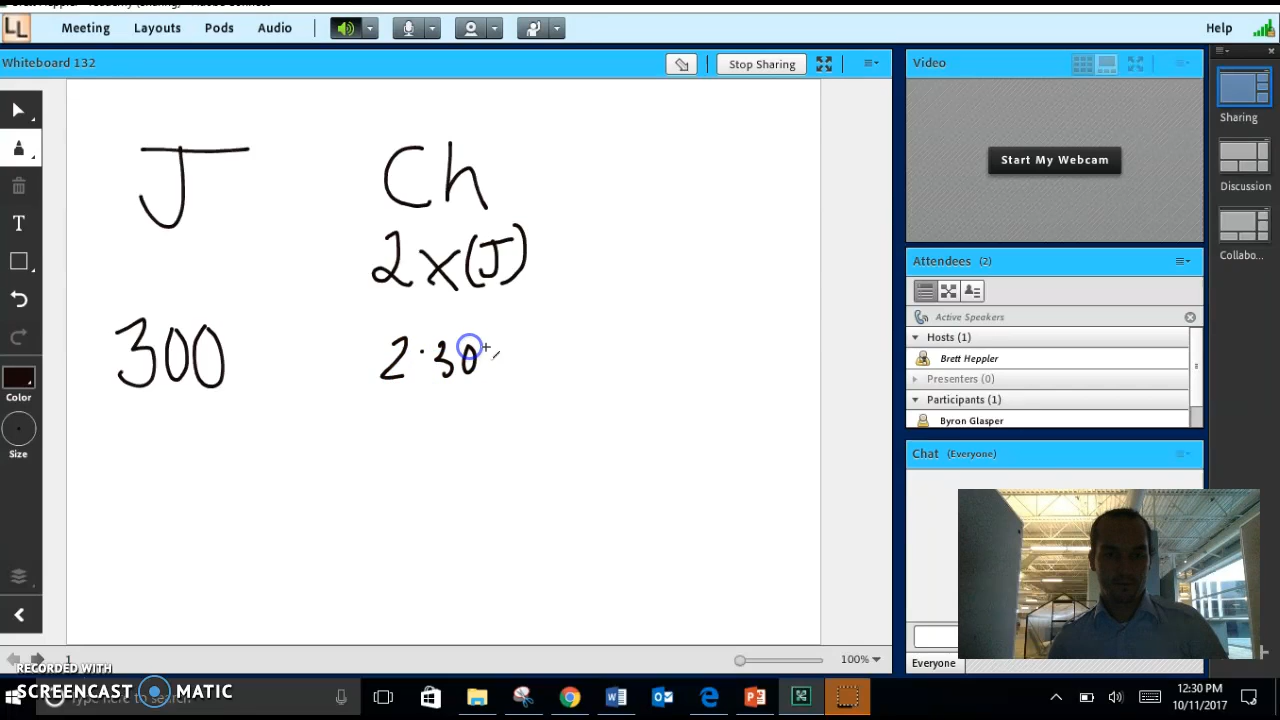 Meeting Layouts Pods Audio Help
Whiteboard 132 Stop Sharing
J Ch
2 x (J)
300 2 · 30
T
Color
Size
1 100%
Video
Start My Webcam
Attendees (2)
Active Speakers
Hosts (1)
Brett Heppler
Presenters (0)
Participants (1)
Byron Glasper
Chat (Everyone)
Everyone
Sharing
Discussion
Collabo...
RECORDED WITH
SCREENCAST MATIC
12:30 PM
10/11/2017